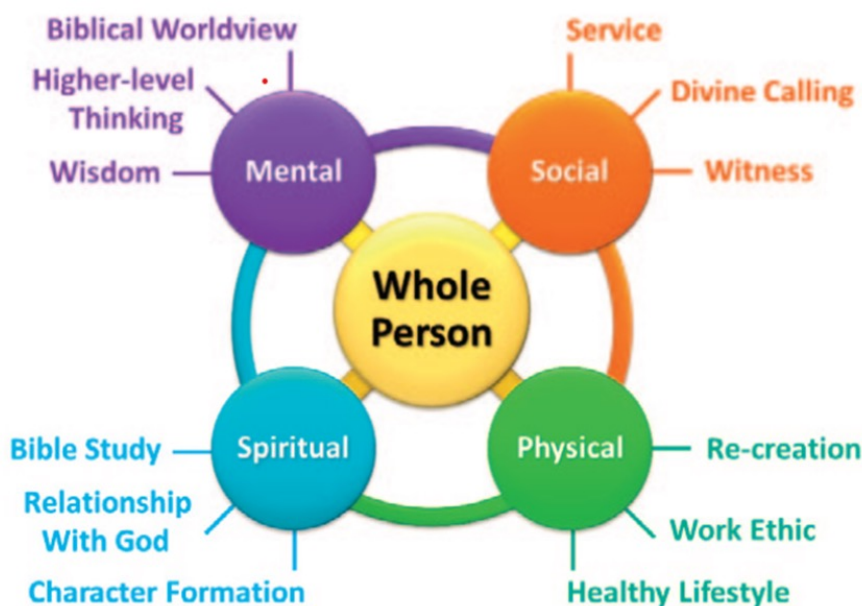 Biblical Worldview
Higher-level
Thinking
Wisdom
Mental
Service
Divine Calling
Witness
Social
Whole
Person
Bible Study
Relationship
With God
Character Formation
Spiritual
Physical
Re-creation
Work Ethic
Healthy Lifestyle